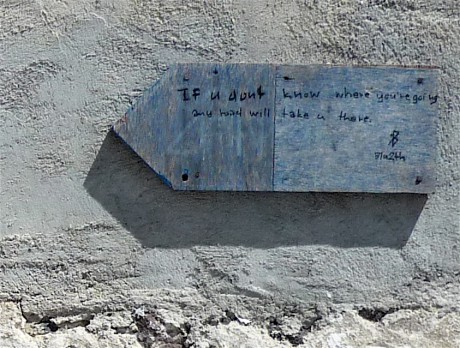 If u dont know where you're going
any road will take u there.